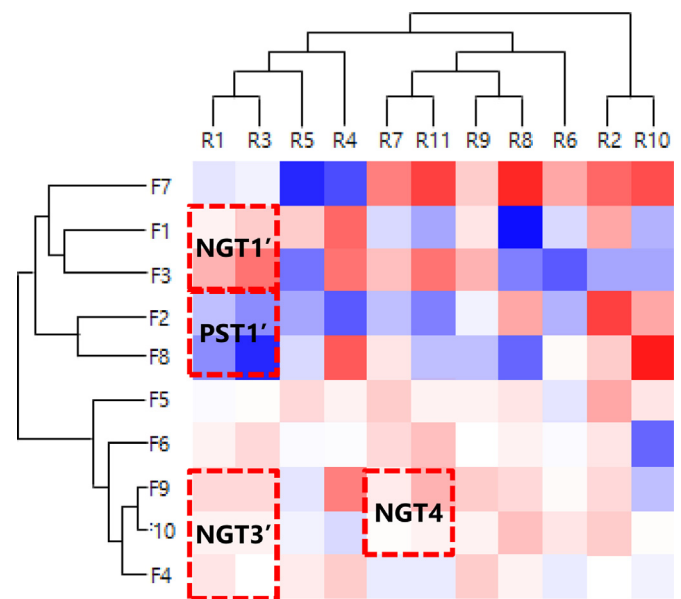 R1 R3 R5 R4 R7 R11 R9 R8 R6 R2 R10
F7
F1
NGT1′
F3
F2
PST1′
F8
F5
F6
F9
NGT3′ NGT4
:10
F4